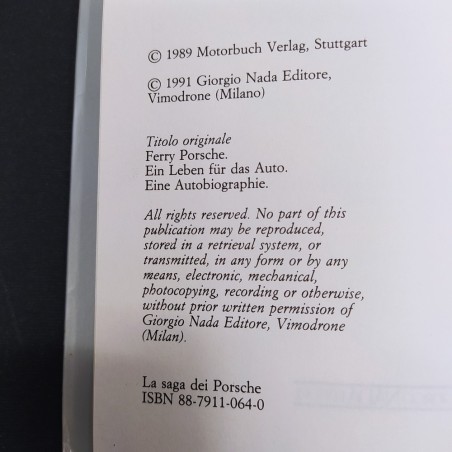 © 1989 Motorbuch Verlag, Stuttgart
© 1991 Giorgio Nada Editore,
Vimodrone (Milano)
Titolo originale
Ferry Porsche.
Ein Leben für das Auto.
Eine Autobiographie.
All rights reserved. No part of this
publication may be reproduced,
stored in a retrieval system, or
transmitted, in any form or by any
means, electronic, mechanical,
photocopying, recording or otherwise,
without prior written permission of
Giorgio Nada Editore, Vimodrone
(Milan).
La saga dei Porsche
ISBN 88-7911-064-0